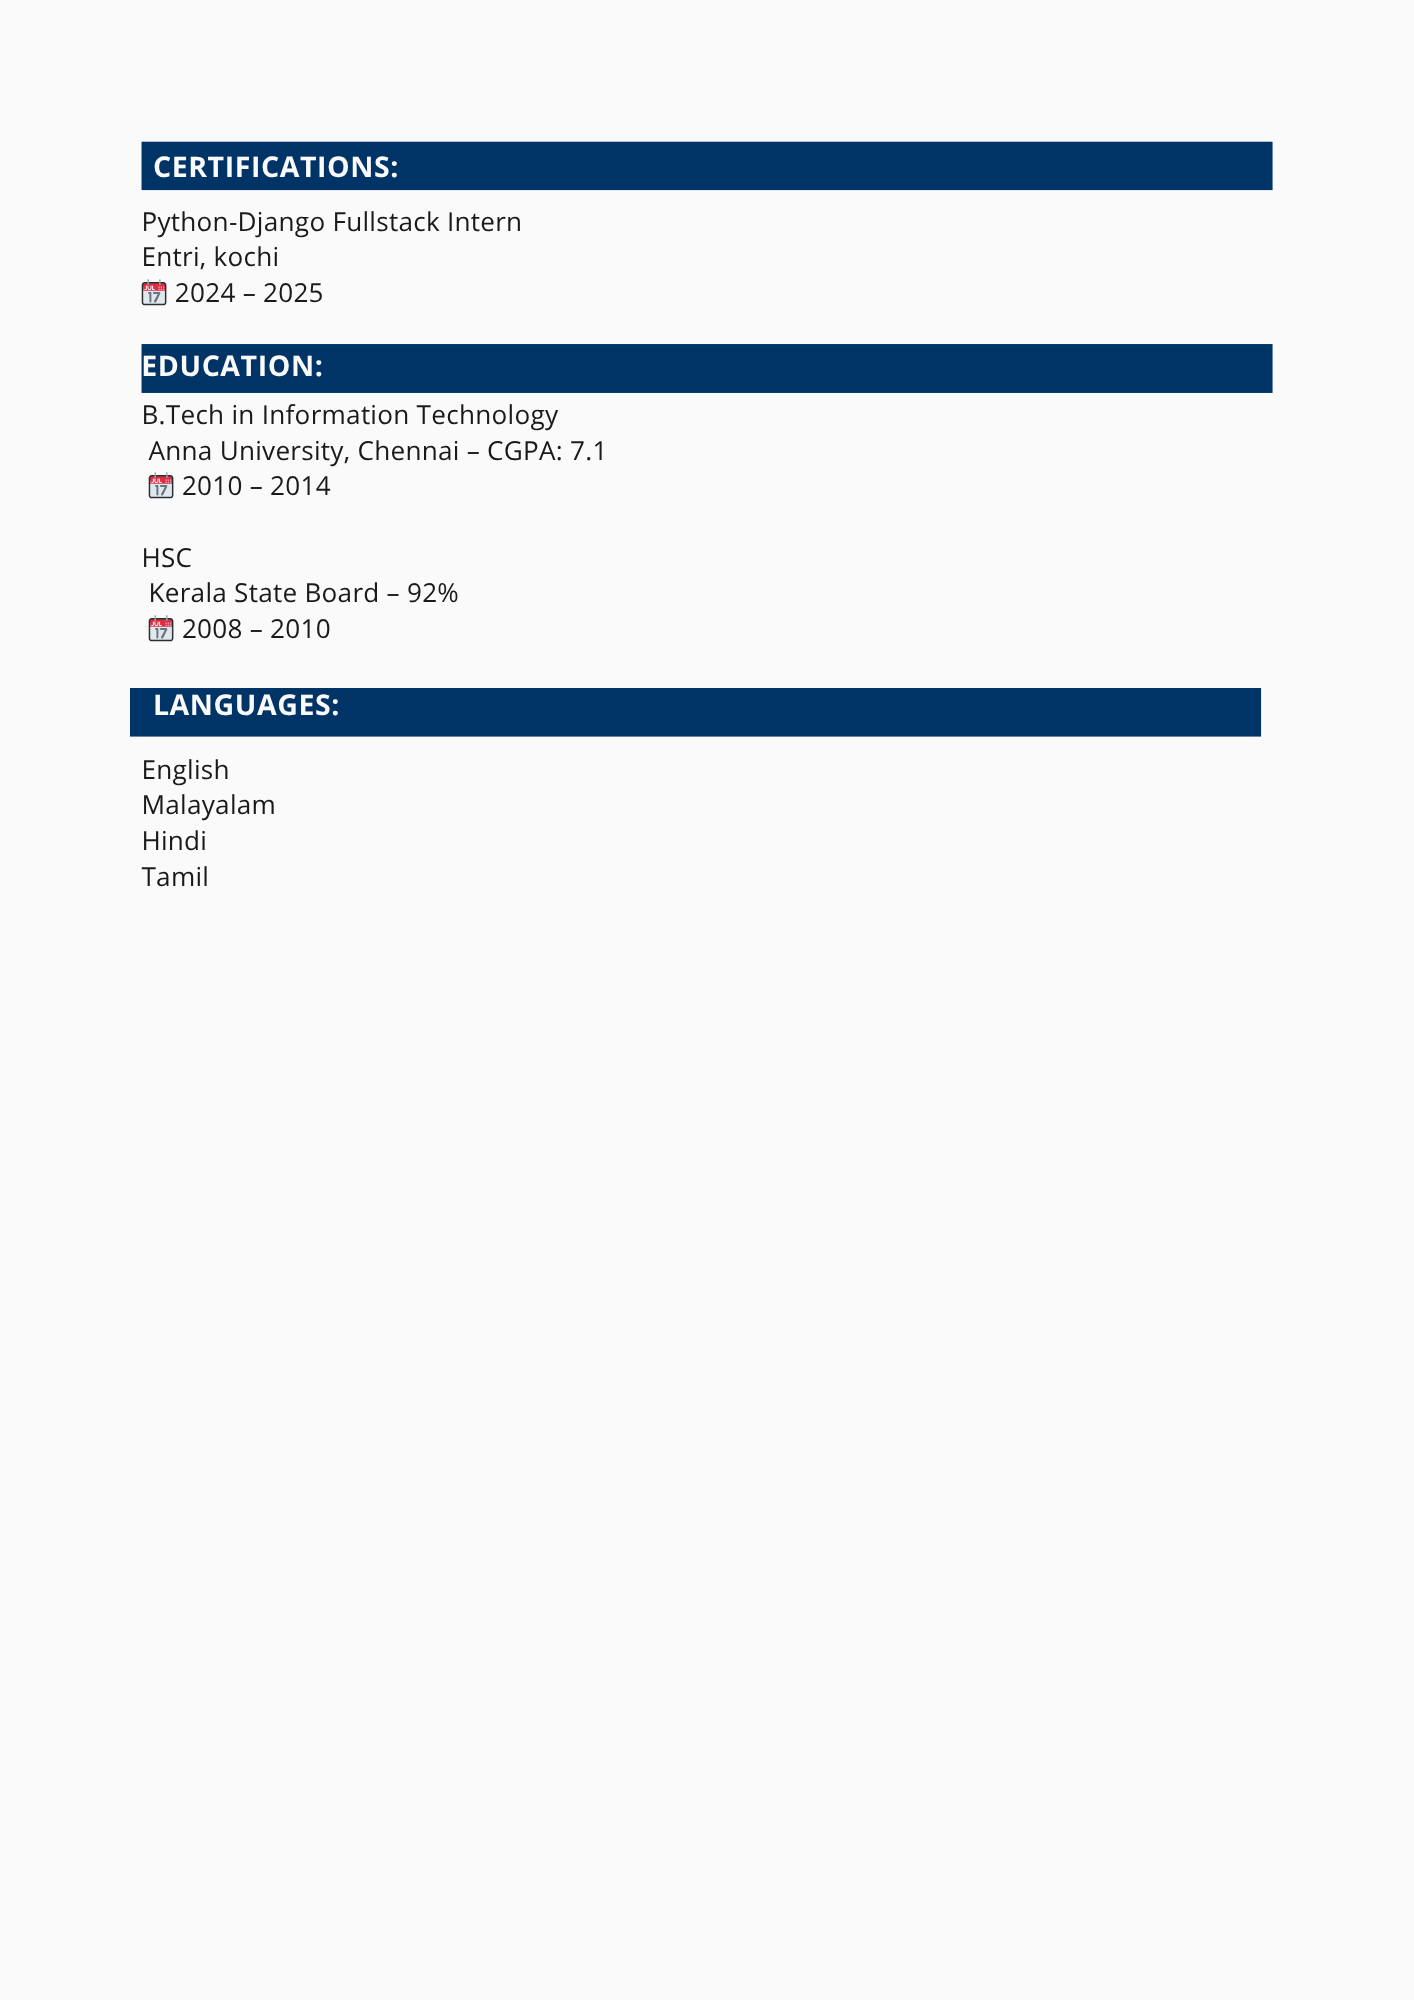 CERTIFICATIONS:
Python-Django Fullstack Intern
Entri, kochi
📅 2024 – 2025
EDUCATION:
B.Tech in Information Technology
Anna University, Chennai – CGPA: 7.1
📅 2010 – 2014
HSC
Kerala State Board – 92%
📅 2008 – 2010
LANGUAGES:
English
Malayalam
Hindi
Tamil